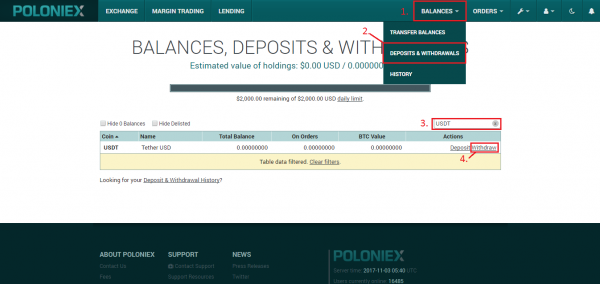 POLONIEX
EXCHANGE MARGIN TRADING LENDING
1. BALANCES ORDERS
2.
TRANSFER BALANCES
DEPOSITS & WITHDRAWALS
HISTORY
BALANCES, DEPOSITS & WITH S
Estimated value of holdings: $0.00 USD / 0.0000000
$2,000.00 remaining of $2,000.00 USD daily limit.
Hide 0 Balances Hide Delisted
3. USDT
Coin Name Total Balance On Orders BTC Value Actions
USDT Tether USD 0.00000000 0.00000000 0.00000000 Deposit Withdraw
Table data filtered. Clear filters.
4.
Looking for your Deposit & Withdrawal History?
ABOUT POLONIEX SUPPORT NEWS POLONIEX
Contact Us Contact Support Press Releases
Server time: 2017-11-03 05:40 UTC
Fees Support Resources Twitter
Users currently online: 16485